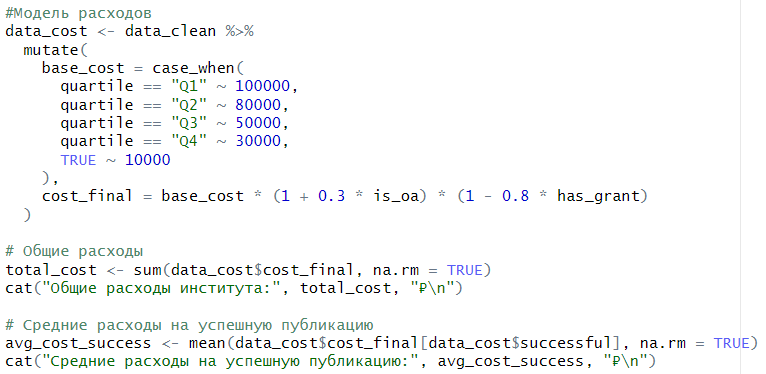 #Модель расходов
data_cost <- data_clean %>%
  mutate(
    base_cost = case_when(
      quartile == "Q1" ~ 100000,
      quartile == "Q2" ~ 80000,
      quartile == "Q3" ~ 50000,
      quartile == "Q4" ~ 30000,
      TRUE ~ 10000
    ),
    cost_final = base_cost * (1 + 0.3 * is_oa) * (1 - 0.8 * has_grant)
  )
# Общие расходы
total_cost <- sum(data_cost$cost_final, na.rm = TRUE)
cat("Общие расходы института:", total_cost, "₽\n")
# Средние расходы на успешную публикацию
avg_cost_success <- mean(data_cost$cost_final[data_cost$successful], na.rm = TRUE)
cat("Средние расходы на успешную публикацию:", avg_cost_success, "₽\n")